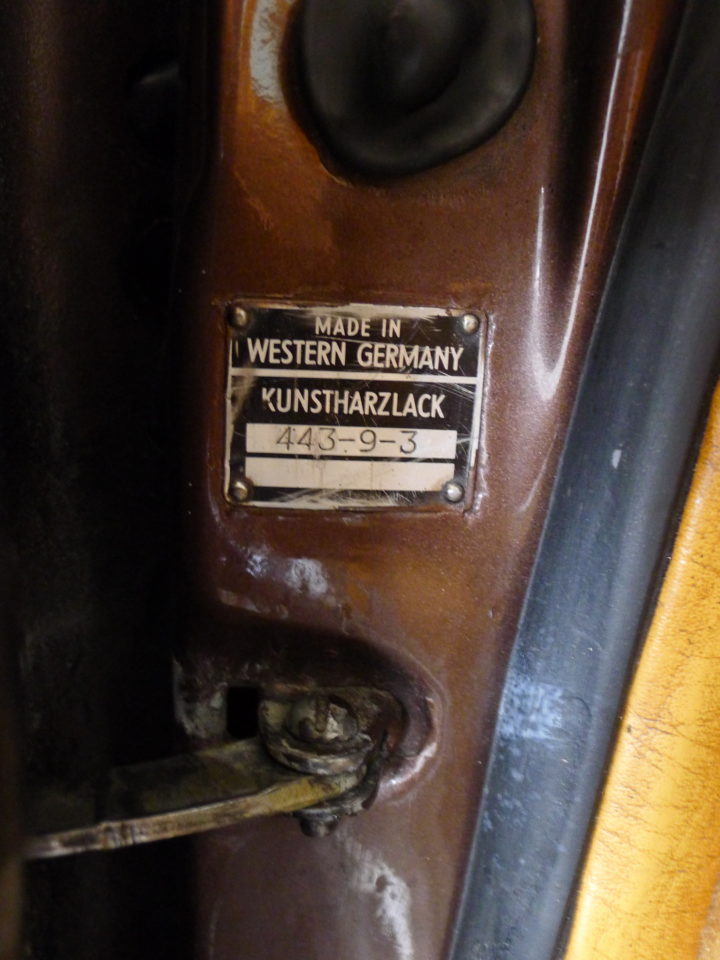 MADE IN
WESTERN GERMANY
KUNSTHARZLACK
443-9-3